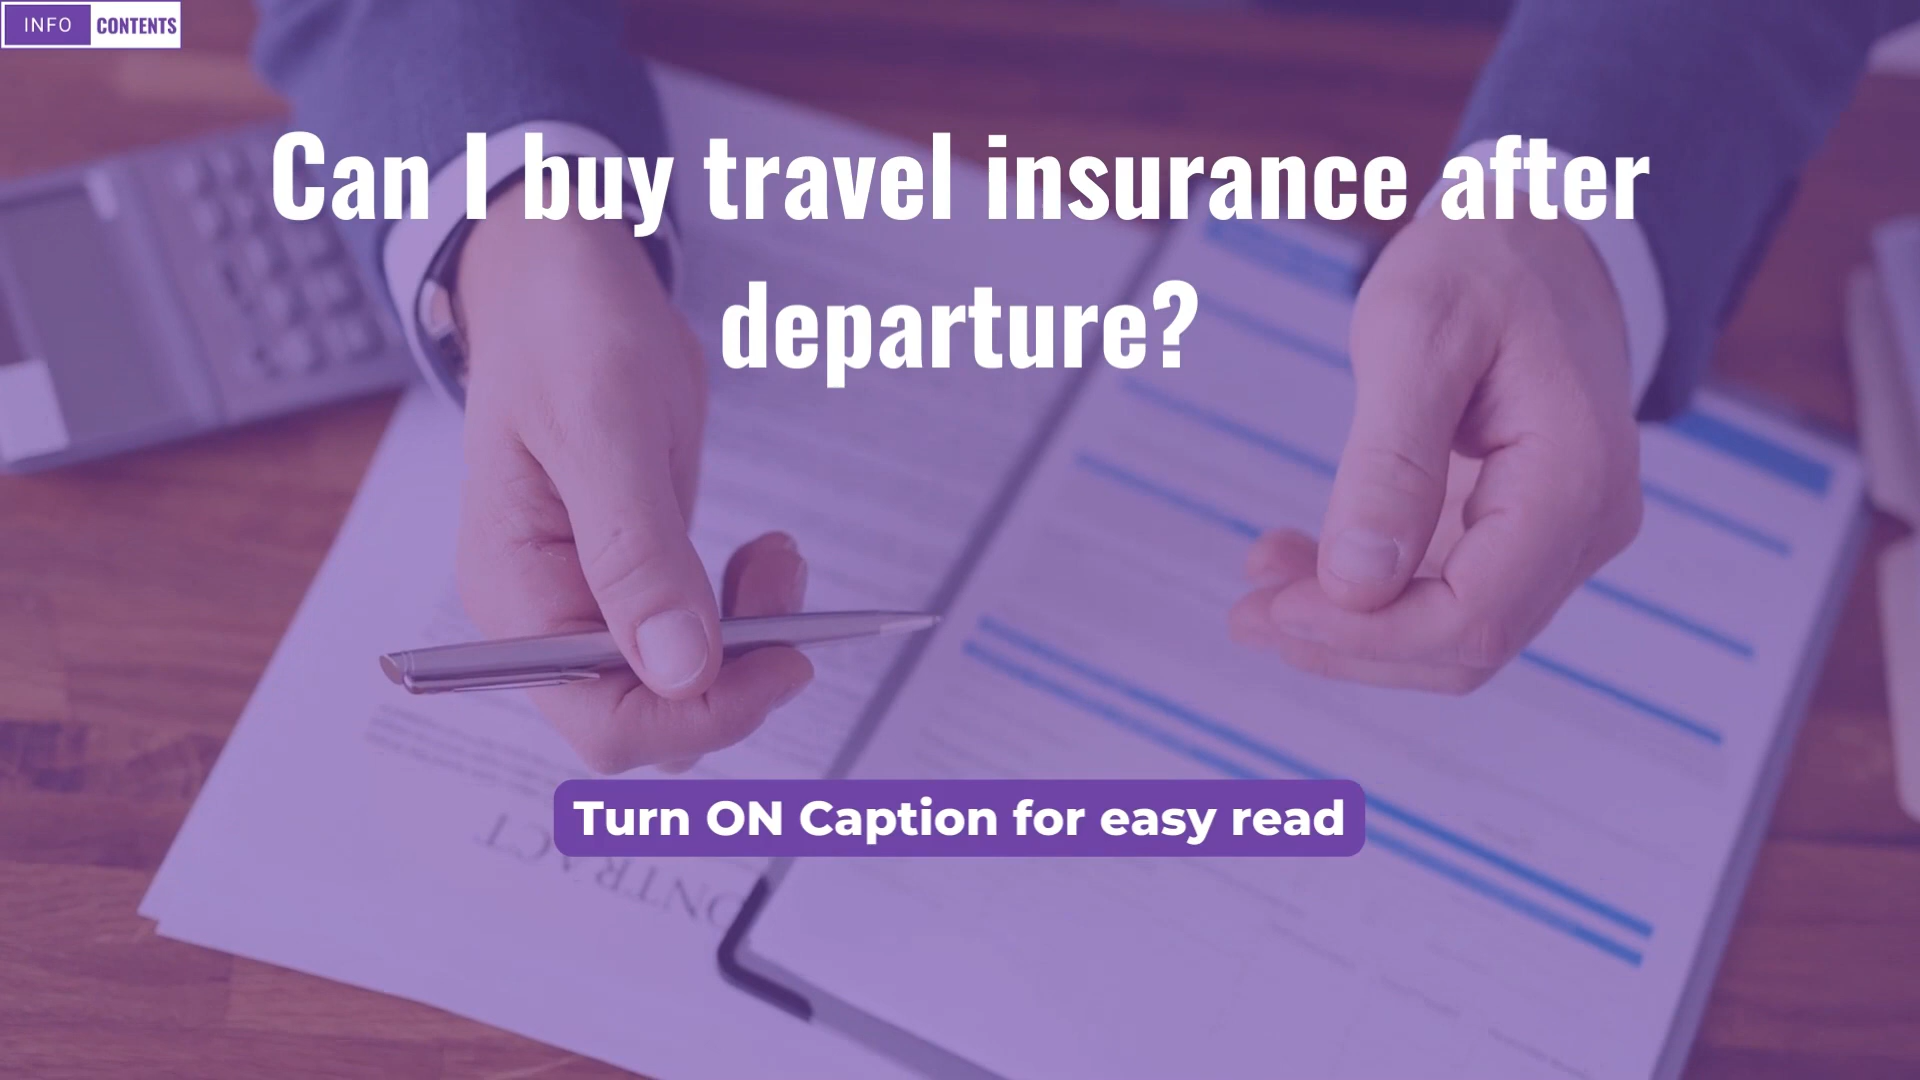 INFO CONTENTS
Can I buy travel insurance after
departure?
Turn ON Caption for easy read